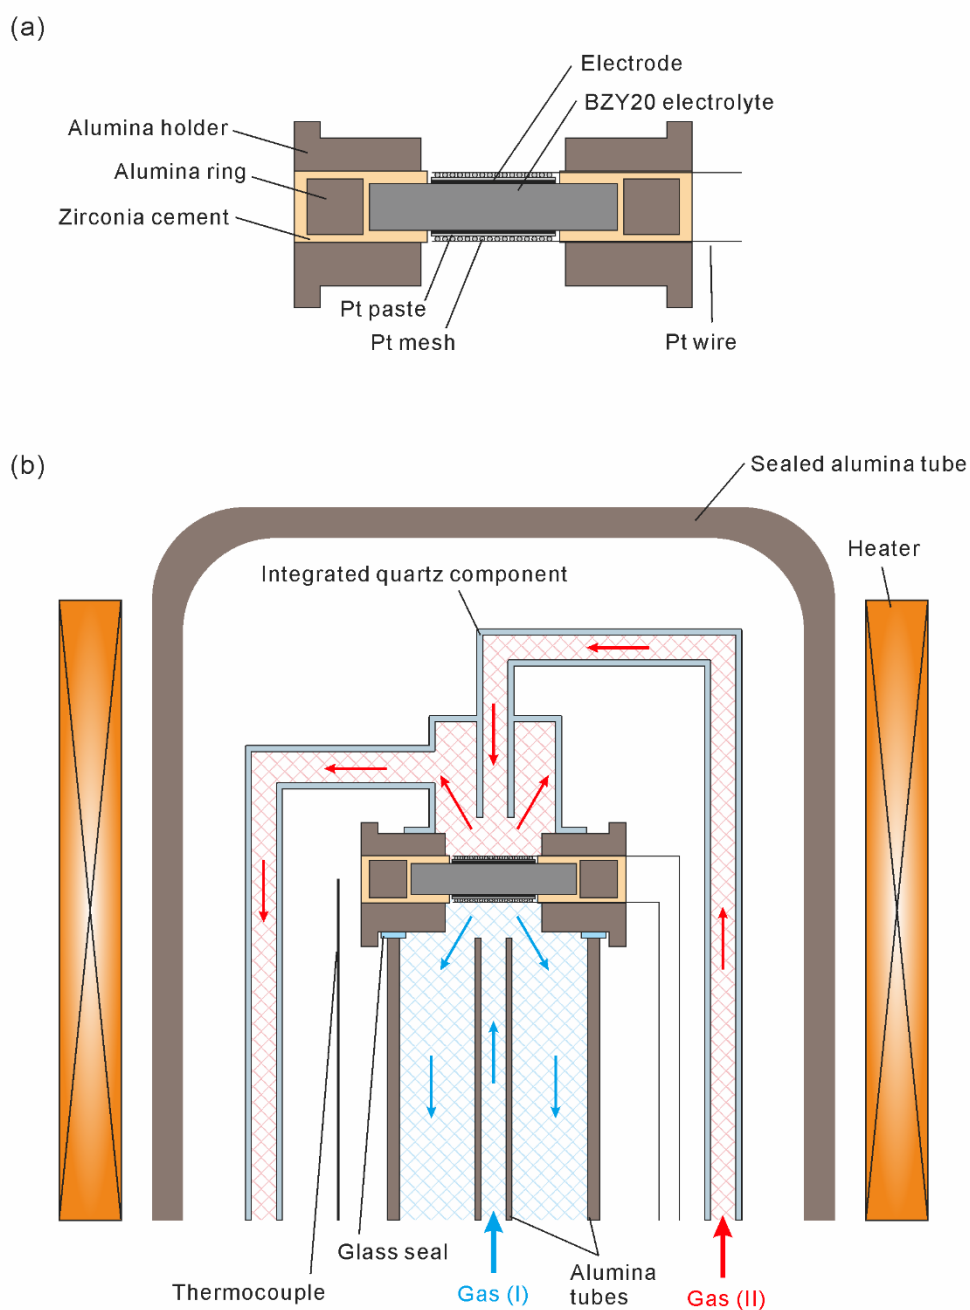 (a)
Electrode
BZY20 electrolyte
Alumina holder
Alumina ring
Zirconia cement
Pt paste
Pt mesh
Pt wire
(b)
Sealed alumina tube
Heater
Integrated quartz component
Glass seal
Thermocouple
Gas (I)
Alumina
tubes
Gas (II)